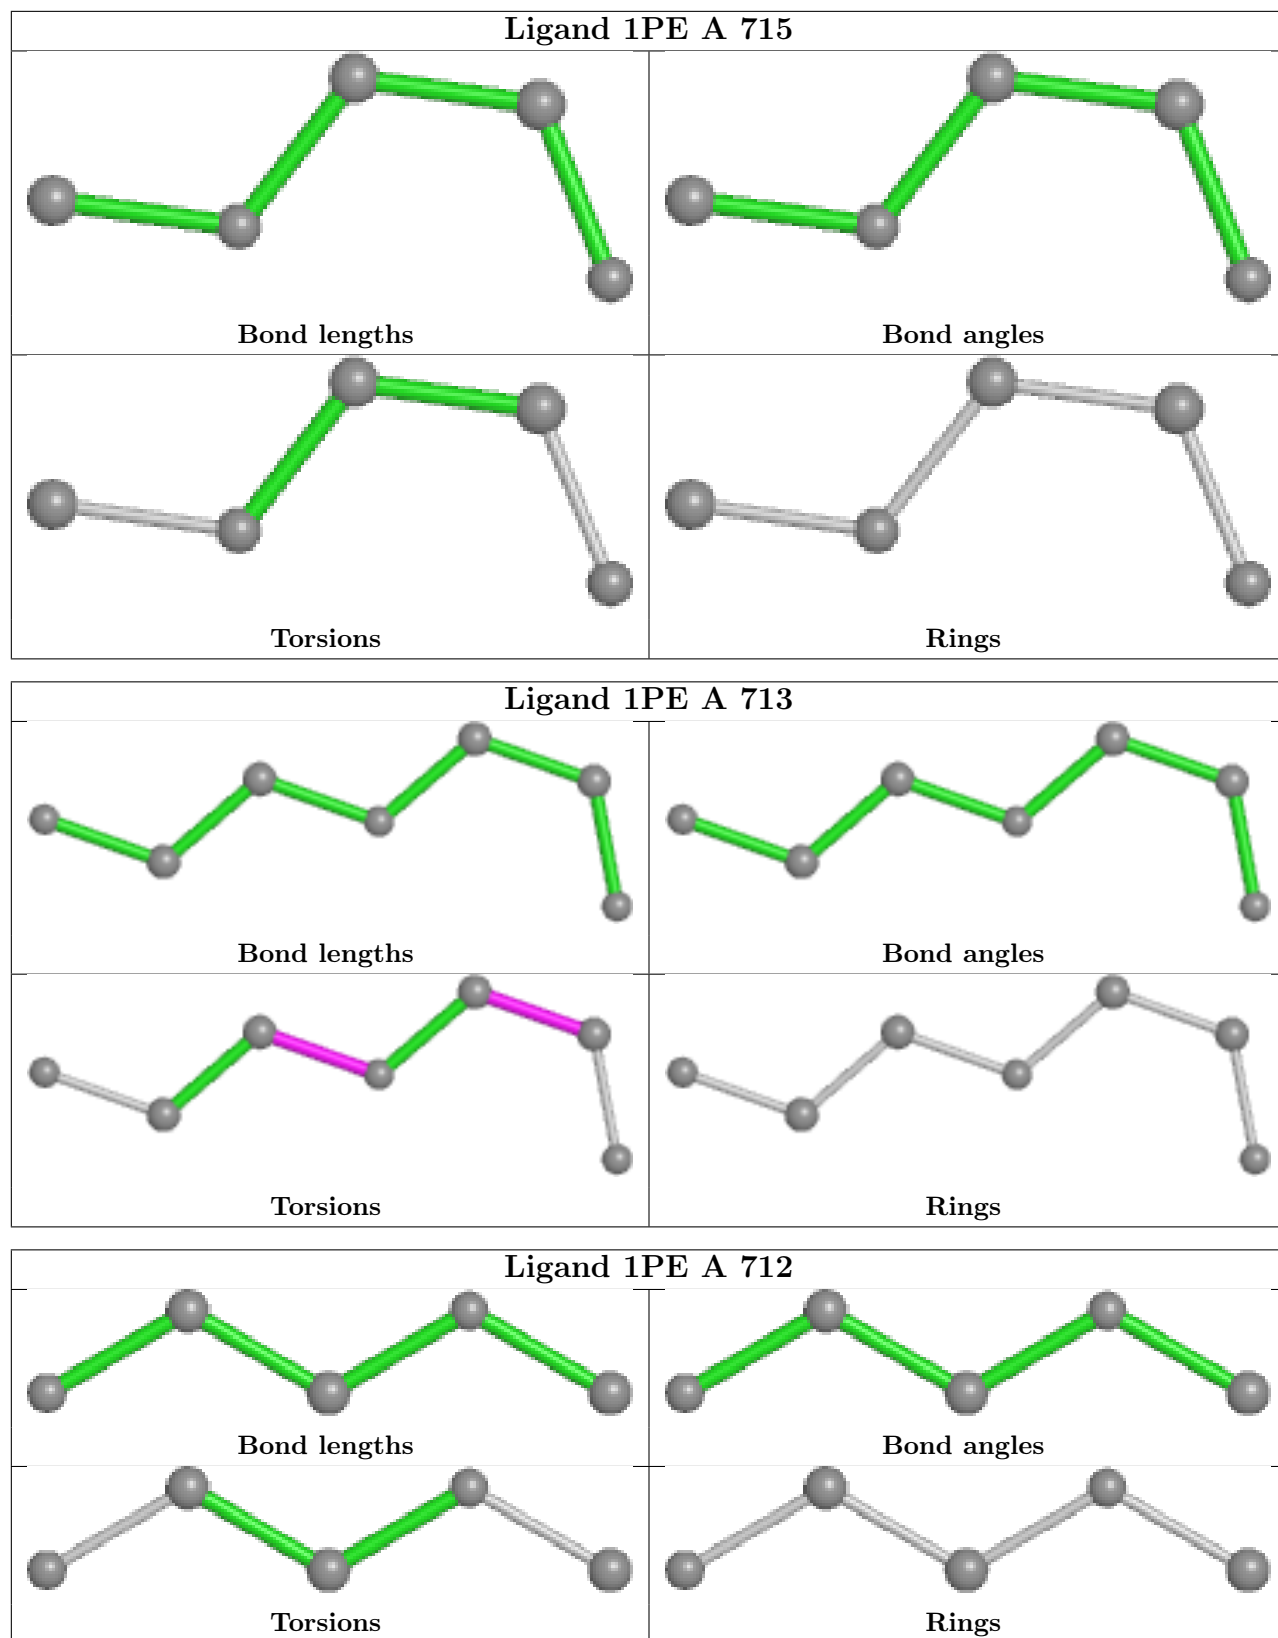 Ligand 1PE A 715
Bond lengths
Bond angles
Torsions
Rings
Ligand 1PE A 713
Bond lengths
Bond angles
Torsions
Rings
Ligand 1PE A 712
Bond lengths
Bond angles
Torsions
Rings